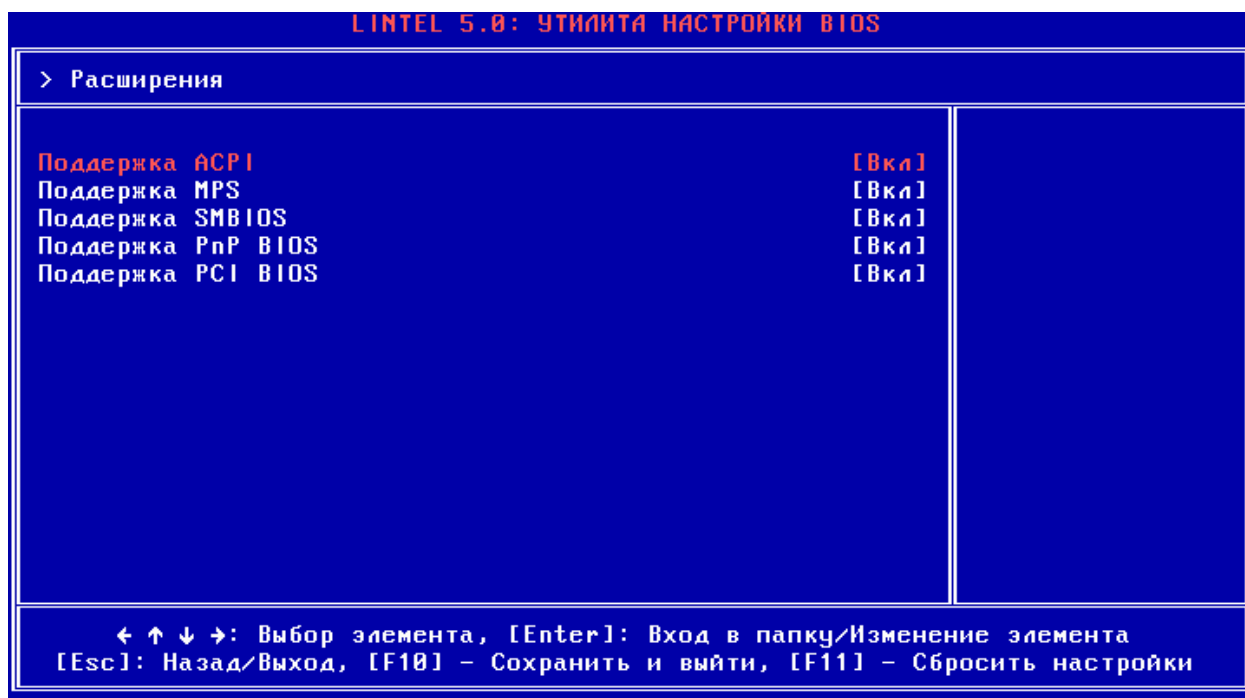 LINTEL 5.0: УТИЛИТА НАСТРОЙКИ BIOS
> Расширения
Поддержка ACPI [Вкл]
Поддержка MPS [Вкл]
Поддержка SMBIOS [Вкл]
Поддержка PnP BIOS [Вкл]
Поддержка PCI BIOS [Вкл]
← ↑ ↓ →: Выбор элемента, [Enter]: Вход в папку/Изменение элемента
[Esc]: Назад/Выход, [F10] - Сохранить и выйти, [F11] - Сбросить настройки